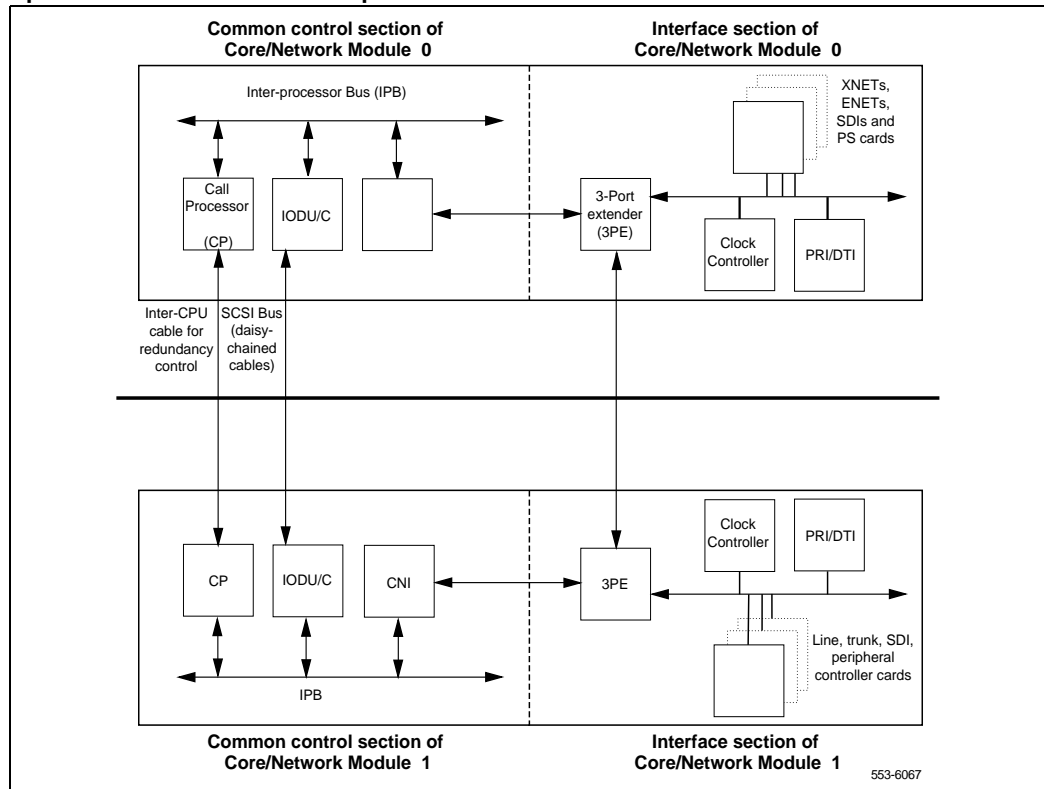 Common control section of
Core/Network Module 0
Interface section of
Core/Network Module 0
Inter-processor Bus (IPB)
XNETs,
ENETs,
SDIs and
PS cards
Call
Processor
(CP)
IODU/C
3-Port
extender
(3PE)
Clock
Controller
PRI/DTI
Inter-CPU
cable for
redundancy
control
SCSI Bus
(daisy-
chained
cables)
Clock
Controller
PRI/DTI
CP
IODU/C
CNI
3PE
Line, trunk, SDI,
peripheral
controller cards
IPB
Common control section of
Core/Network Module 1
Interface section of
Core/Network Module 1
553-6067